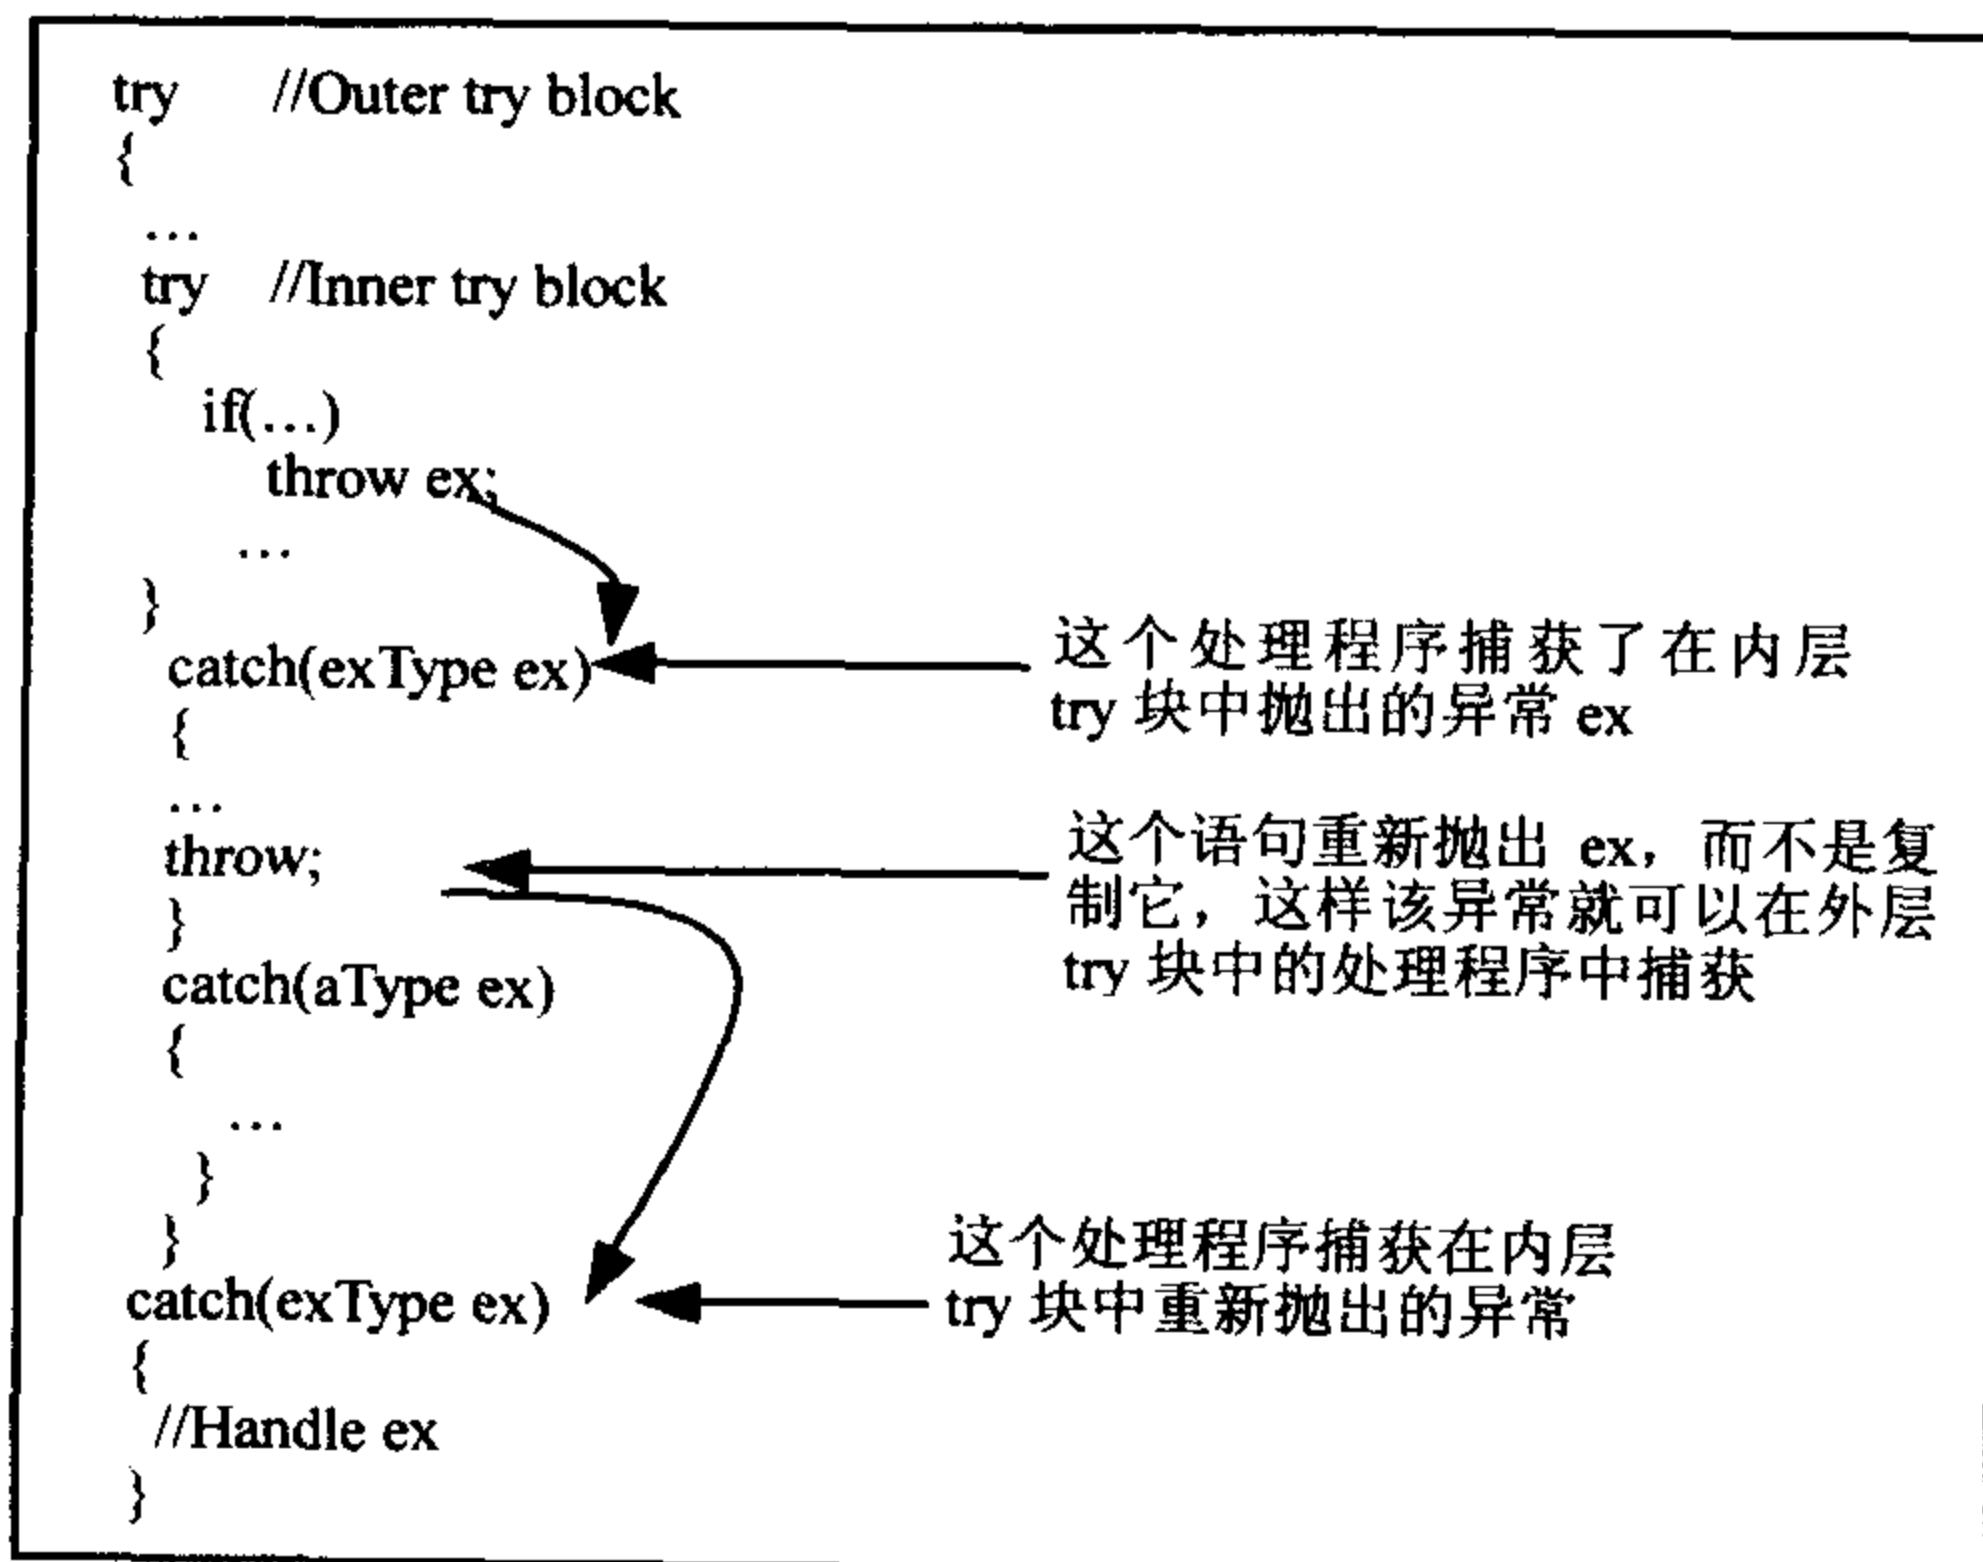 try //Outer try block
{
…
try //Inner try block
{
if(…)
throw ex;
…
}
catch(exType ex)
{
…
throw;
}
catch(aType ex)
{
…
}
}
catch(exType ex)
{
//Handle ex
}
这个处理程序捕获了在内层
try 块中抛出的异常 ex
这个语句重新抛出 ex，而不是复
制它，这样该异常就可以在外层
try 块中的处理程序中捕获
这个处理程序捕获在内层
try 块中重新抛出的异常